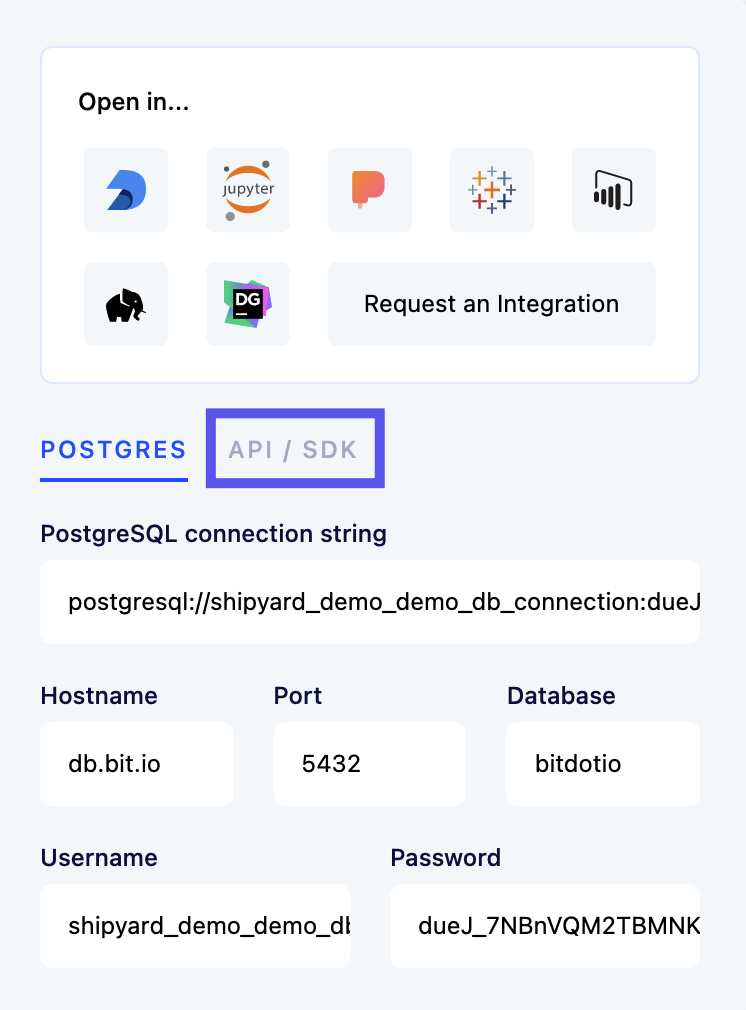 Open in...
jupyter
DG
Request an Integration
POSTGRES API / SDK
PostgreSQL connection string
postgresql://shipyard_demo_demo_db_connection:dueJ
Hostname Port Database
db.bit.io 5432 bitdotio
Username Password
shipyard_demo_demo_db dueJ_7NBnVQM2TBMNK